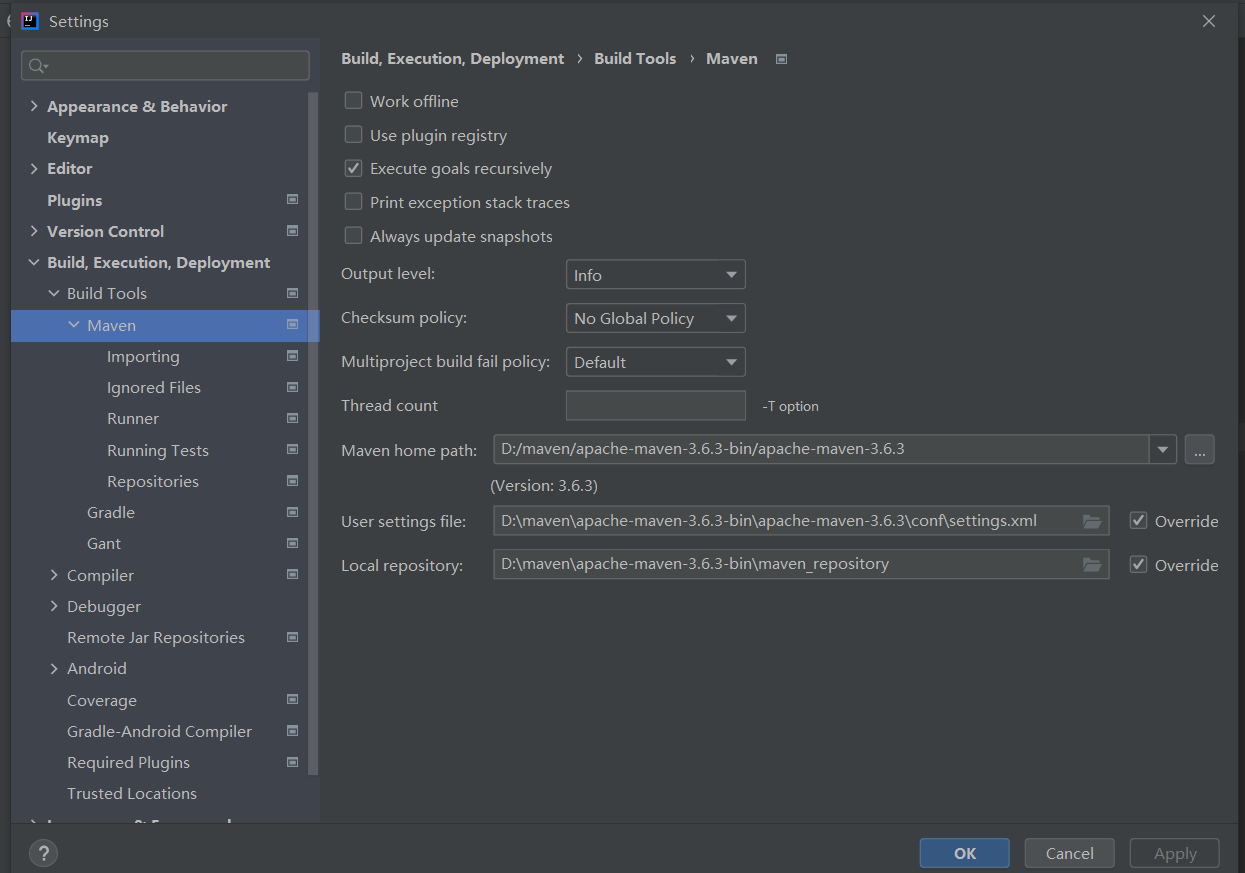 Settings
Appearance & Behavior
Keymap
Editor
Plugins
Version Control
Build, Execution, Deployment
Build Tools
Maven
Importing
Ignored Files
Runner
Running Tests
Repositories
Gradle
Gant
Compiler
Debugger
Remote Jar Repositories
Android
Coverage
Gradle-Android Compiler
Required Plugins
Trusted Locations
Build, Execution, Deployment › Build Tools › Maven
Work offline
Use plugin registry
Execute goals recursively
Print exception stack traces
Always update snapshots
Output level: Info
Checksum policy: No Global Policy
Multiproject build fail policy: Default
Thread count -T option
Maven home path: D:/maven/apache-maven-3.6.3-bin/apache-maven-3.6.3 ...
(Version: 3.6.3)
User settings file: D:\maven\apache-maven-3.6.3-bin\apache-maven-3.6.3\conf\settings.xml Override
Local repository: D:\maven\apache-maven-3.6.3-bin\maven_repository Override
? OK Cancel Apply